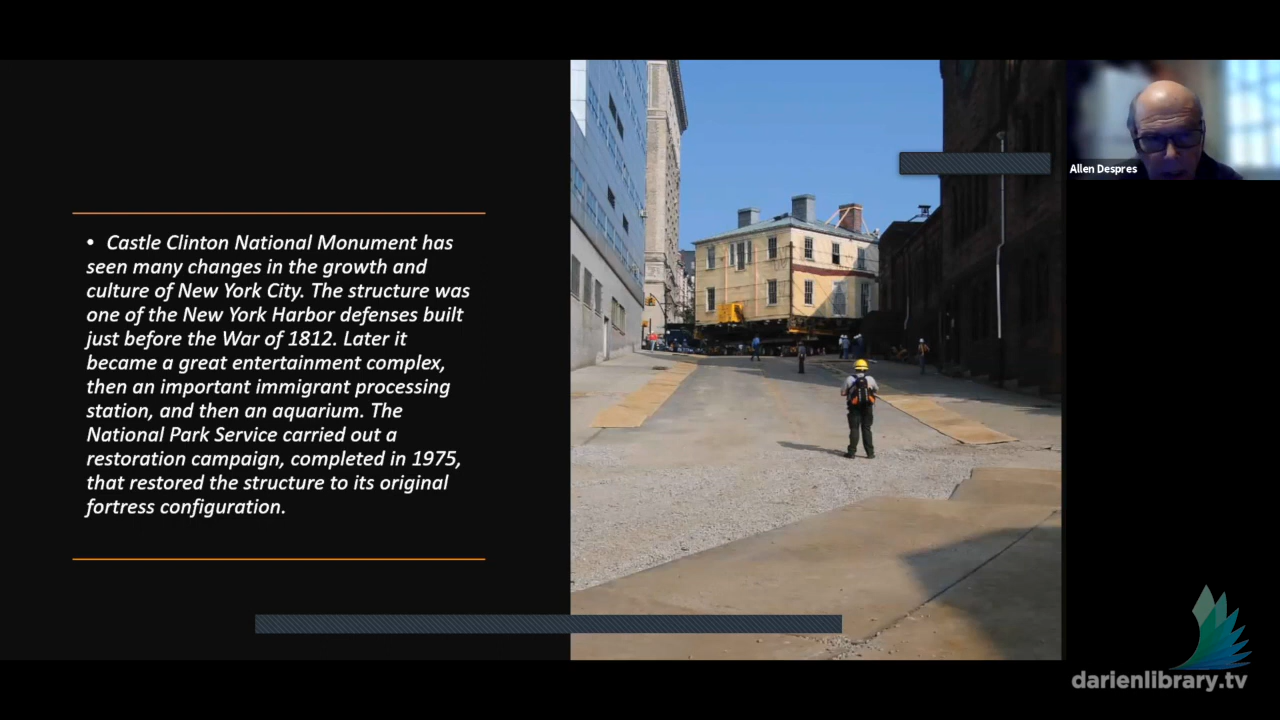 • Castle Clinton National Monument has
seen many changes in the growth and
culture of New York City. The structure was
one of the New York Harbor defenses built
just before the War of 1812. Later it
became a great entertainment complex,
then an important immigrant processing
station, and then an aquarium. The
National Park Service carried out a
restoration campaign, completed in 1975,
that restored the structure to its original
fortress configuration.
Allen Despres
darienlibrary.tv